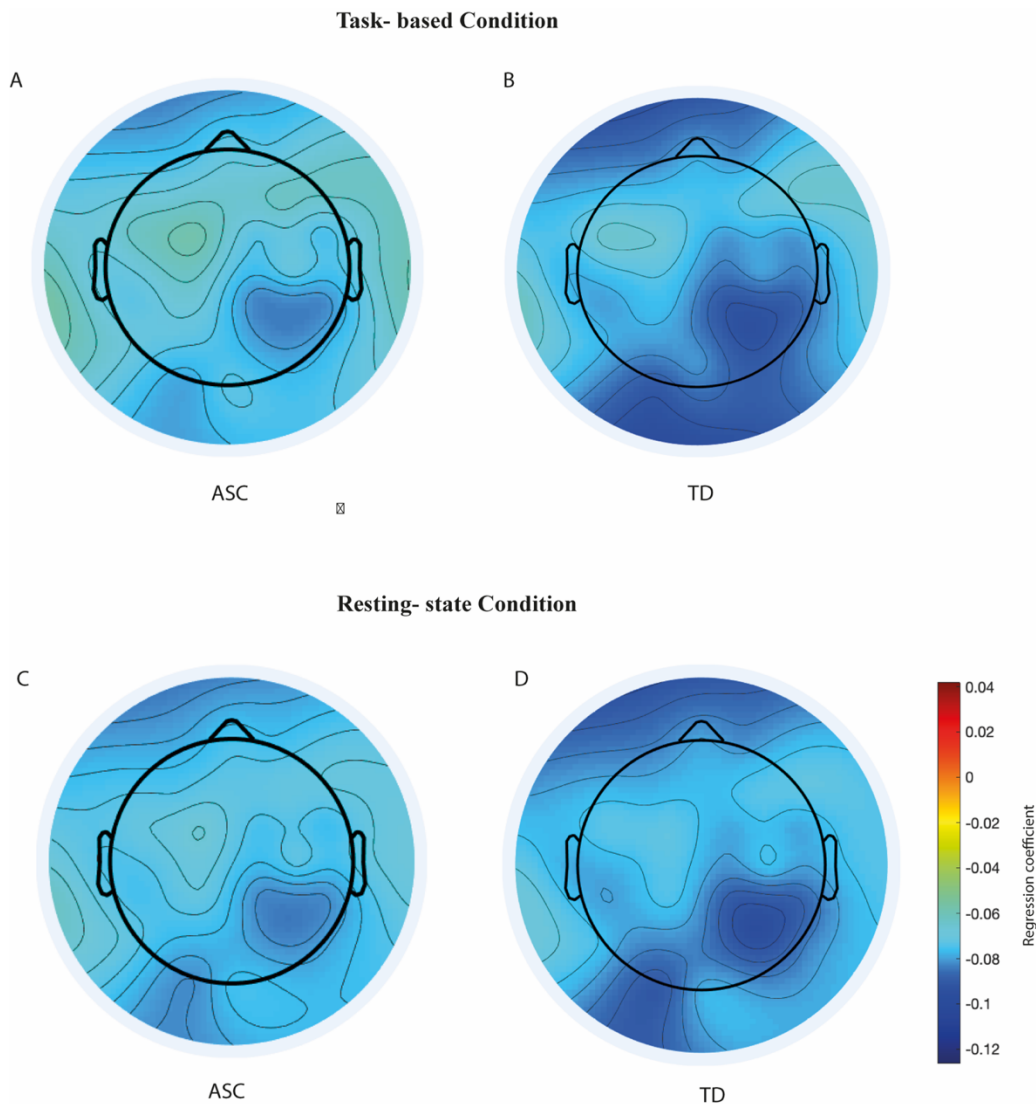 Task- based Condition
A
B
ASC
TD
Resting- state Condition
C
D
0.04
0.02
0
-0.02
-0.04
-0.06
-0.08
-0.1
-0.12
Regression coefficient
ASC
TD